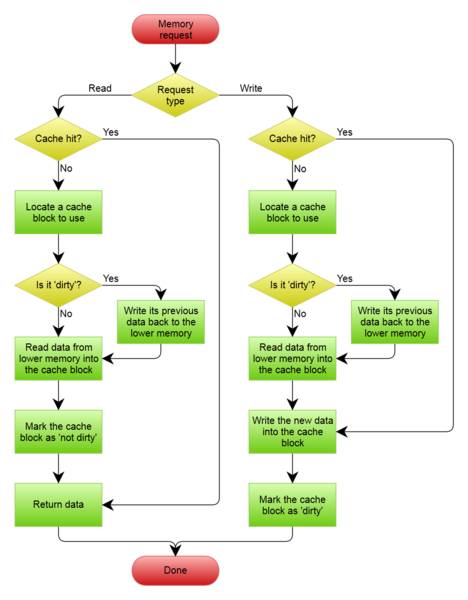 Memory
request
Read
Request
type
Write
Cache hit?
Yes
Cache hit?
Yes
No
No
Locate a cache
block to use
Locate a cache
block to use
Is it 'dirty'?
Yes
Is it 'dirty'?
Yes
No
No
Write its previous
data back to the
lower memory
Write its previous
data back to the
lower memory
Read data from
lower memory into
the cache block
Read data from
lower memory into
the cache block
Mark the cache
block as 'not dirty'
Write the new data
into the cache
block
Return data
Mark the cache
block as 'dirty'
Done